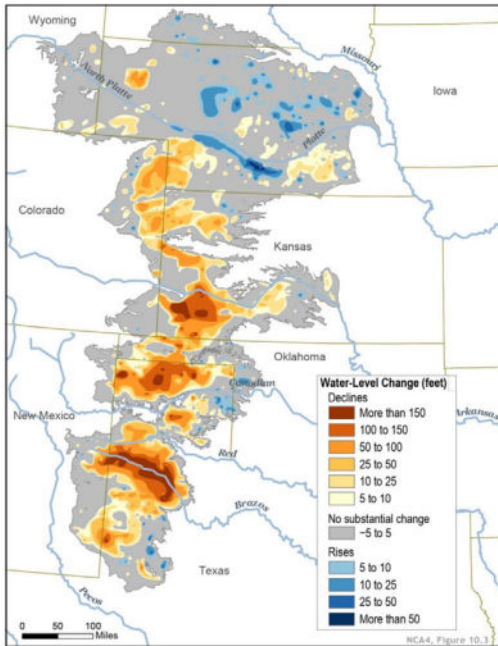 Wyoming
Missouri
Iowa
North Platte
Platte
Colorado
Kansas
Oklahoma
Canadian
New Mexico
Arkansas
Red
Brazos
Texas
Pecos
Water-Level Change (feet)
Declines
More than 150
100 to 150
50 to 100
25 to 50
10 to 25
5 to 10
No substantial change
−5 to 5
Rises
5 to 10
10 to 25
25 to 50
More than 50
0 50 100
Miles
NCA4, Figure 10.3